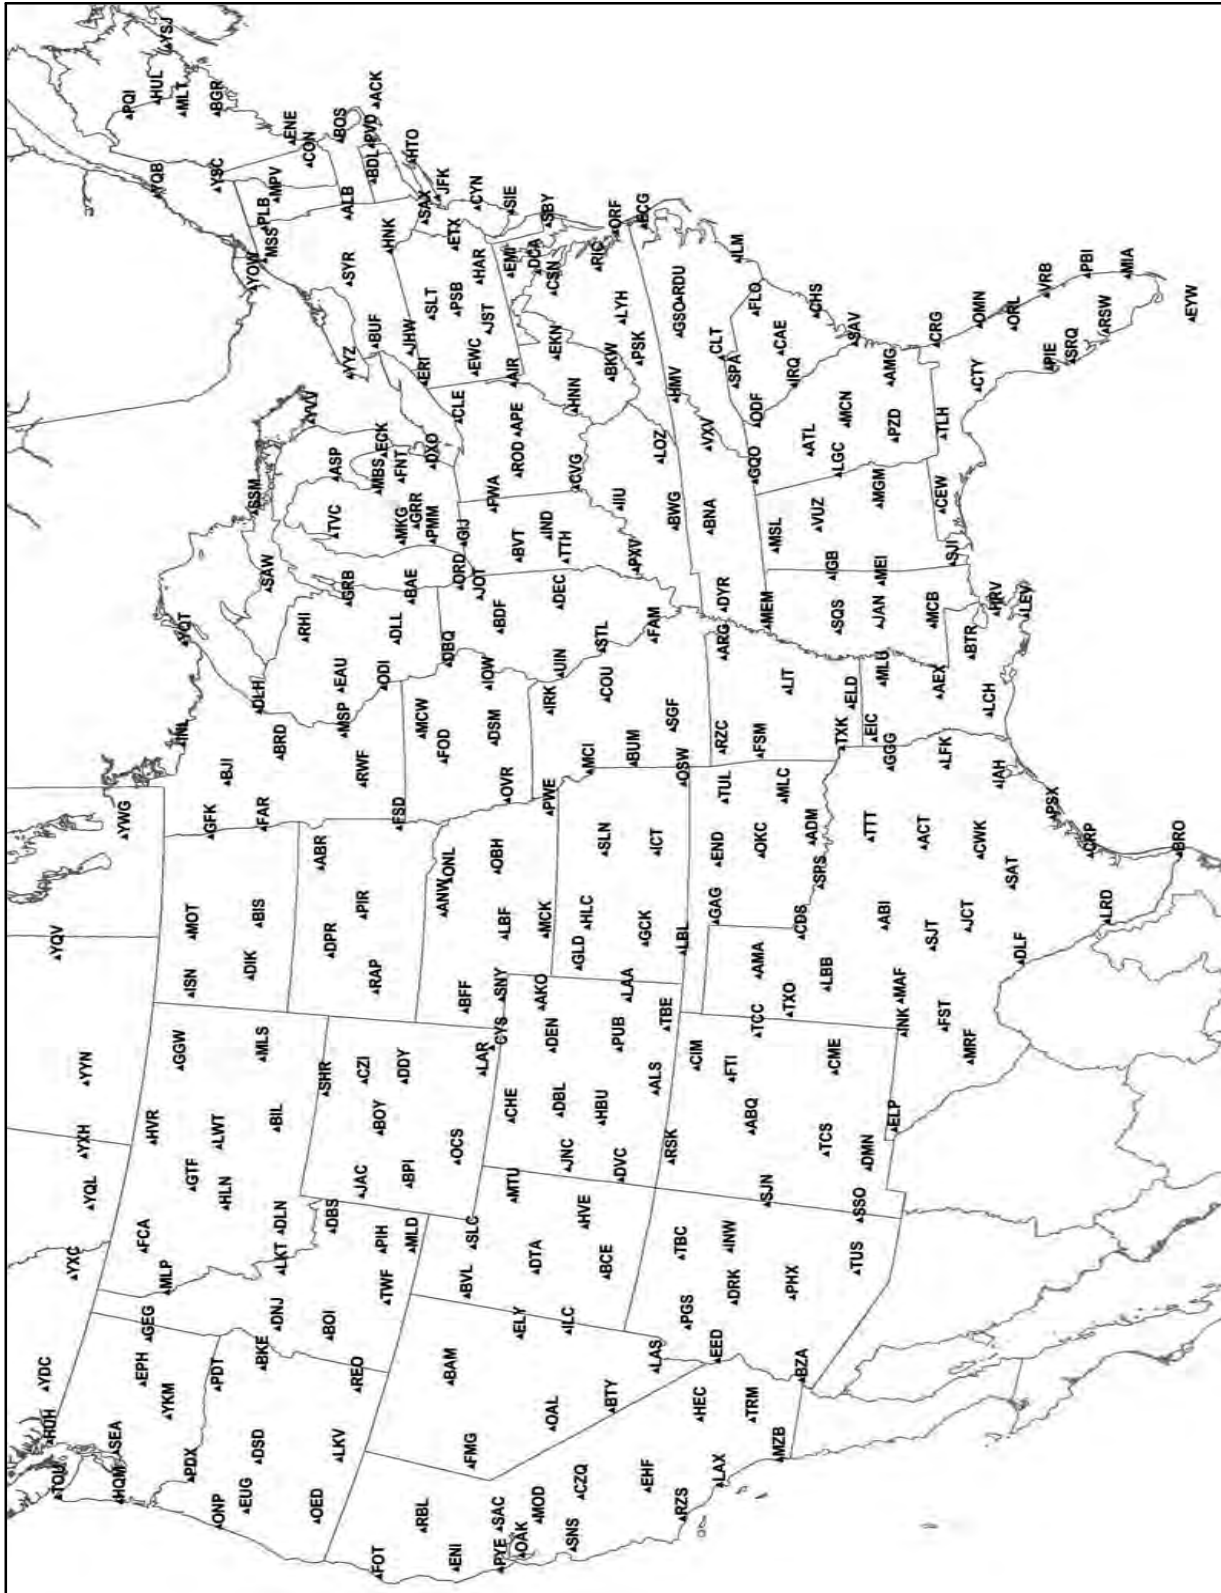 YDC
YXC
YQL
YXH
YYN
YQV
YWG
HUH
TOU
HQM
SEA
EPH
GEG
MLP
FCA
HVR
GGW
ISN
MOT
GFK
BJI
INL
YQT
YKM
PDX
PDT
GTF
HLN
LWT
MLS
DIK
BIS
FAR
BRD
DLH
SAW
SSM
YVV
ONP
EUG
DSD
BKE
DNJ
LKT
DLN
BIL
SHR
DPR
ABR
MSP
EAU
RHI
GRB
TVC
ASP
OED
LKV
REO
BOI
DBS
JAC
BOY
CZI
RAP
PIR
RWF
FSD
ODI
DLL
BAE
MKG
GRR
PMM
MBS
FNT
ECK
DXO
FOT
RBL
TWF
PIH
MLD
BPI
DDY
BFF
ANW
ONL
FOD
MCW
DBQ
ORD
JOT
GIJ
ENI
PYE
SAC
OAK
MOD
FMG
BAM
BVL
SLC
OCS
LAR
CYS
SNY
LBF
OBH
OVR
DSM
IOW
BDF
FWA
BVT
ROD
APE
CLE
SNS
CZQ
OAL
ELY
ILC
DTA
MTU
CHE
DBL
DEN
AKO
MCK
PWE
IRK
UIN
DEC
TTH
IND
CVG
HNN
AIR
BTY
BCE
HVE
JNC
HBU
DVC
PUB
GLD
HLC
SLN
MCI
COU
STL
PXV
IIU
BKW
EHF
RZS
LAX
LAS
PGS
TBC
RSK
ALS
TBE
LAA
GCK
LBL
ICT
BUM
OSW
SGF
FAM
BWG
LOZ
HMV
HEC
TRM
MZB
EED
DRK
INW
CIM
FTI
ABQ
TCC
GAG
END
TUL
RZC
ARG
DYR
BNA
VXV
BZA
PHX
SJN
TCS
CME
TXO
AMA
LBB
CDS
OKC
MLC
ADM
SPS
FSM
LIT
MEM
MSL
GQO
ODF
TUS
SSO
DMN
ELP
INK
MAF
ABI
TTT
TXK
ELD
SQS
IGB
VUZ
ATL
LGC
FST
MRF
SJT
JCT
ACT
CWK
GGG
EIC
MLU
JAN
MEI
MGM
MCN
PZD
AMG
DLF
SAT
LFK
IAH
AEX
LCH
BTR
MCB
HRV
LEV
SJI
CEW
TLH
LRD
CRP
PSX
BRO
YYZ
BUF
SYR
YOW
MSS
PLB
MPV
YSC
YQB
PQI
HUL
MLT
BGR
YSJ
ENE
CON
BOS
ALB
BDL
PVD
ACK
HTO
JFK
SAX
HNK
JHW
ERI
SLT
PSB
ETX
CYN
SIE
HAR
EWC
JST
EMI
DCA
SBY
EKN
CSN
RIC
ORF
ECG
LYH
PSK
GSO
RDU
ILM
CLT
SPA
FLO
CAE
CHS
IRQ
SAV
CRG
CTY
OMN
ORL
VRB
PIE
SRQ
PBI
RSW
MIA
EYW